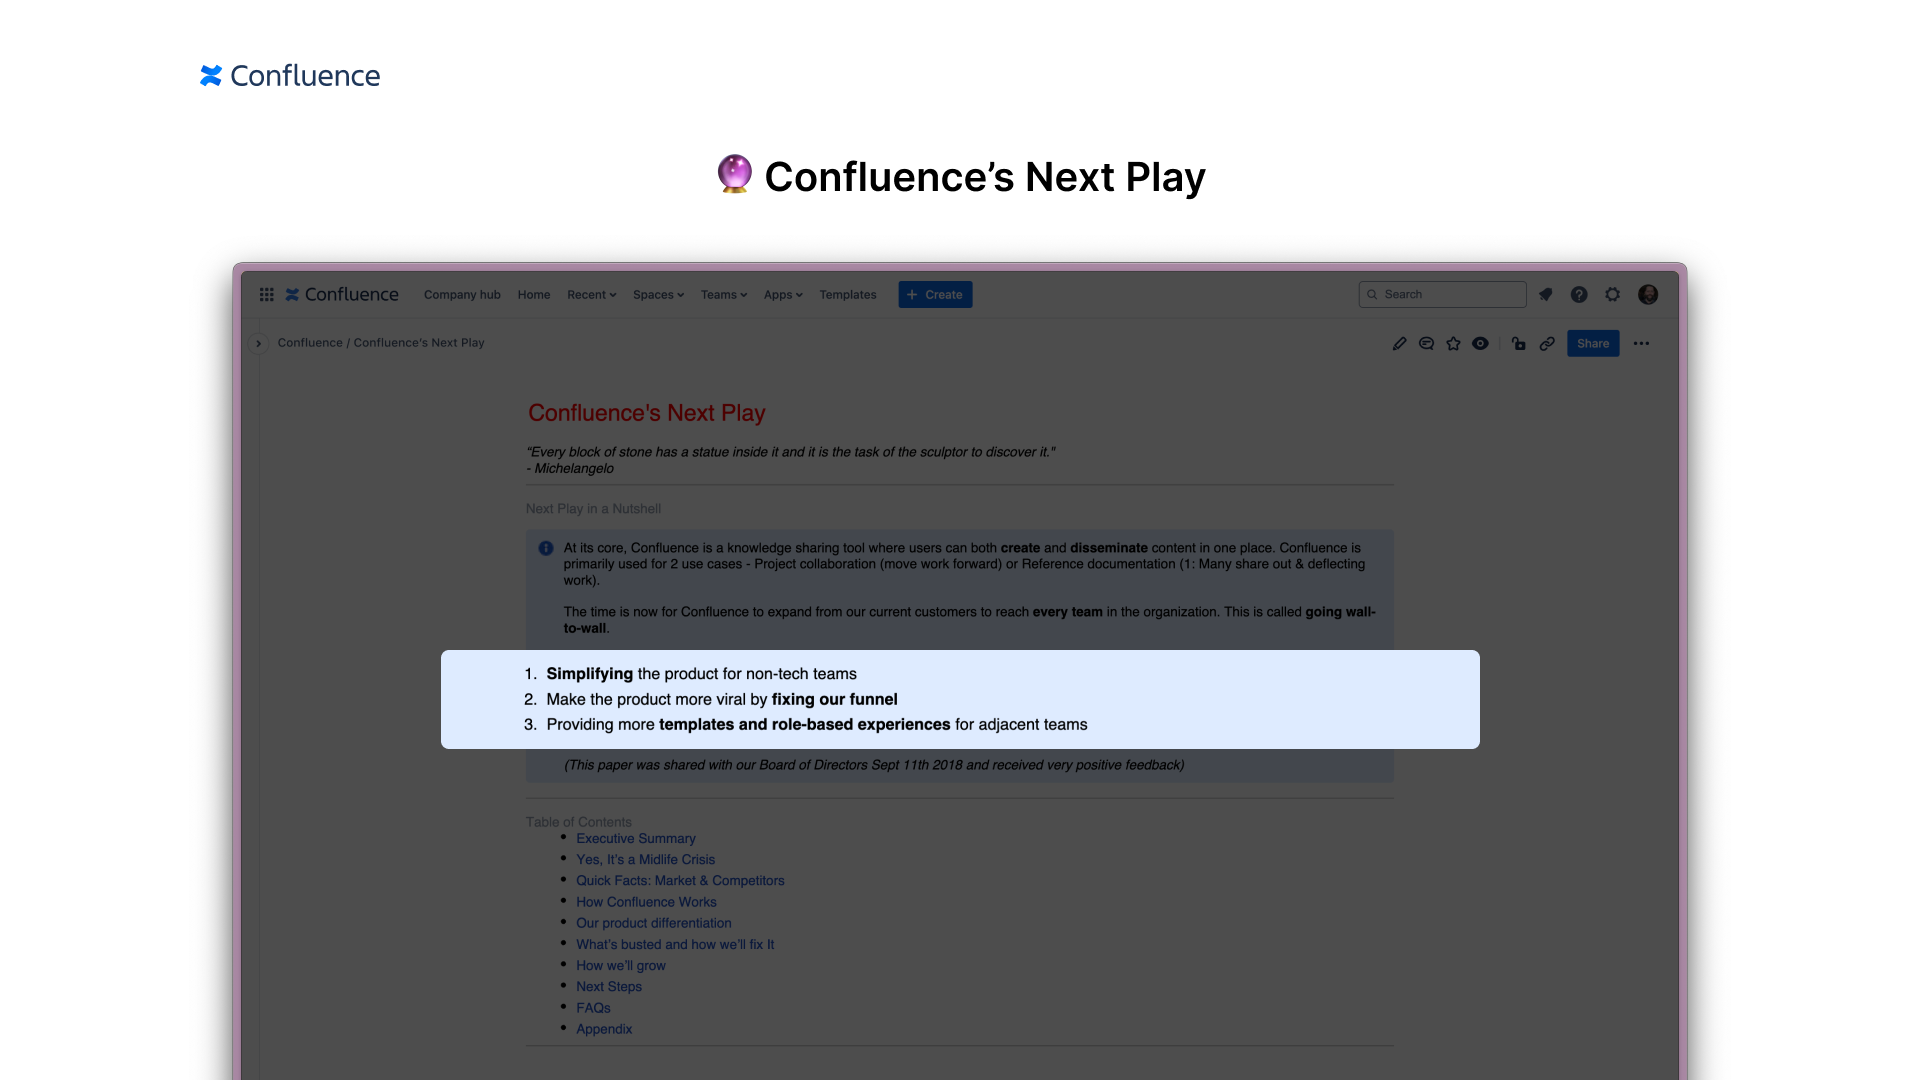 Confluence
🔮 Confluence’s Next Play
Confluence Company hub Home Recent Spaces Teams Apps Templates + Create Search
Confluence / Confluence’s Next Play Share
Confluence's Next Play
“Every block of stone has a statue inside it and it is the task of the sculptor to discover it."
- Michelangelo
Next Play in a Nutshell
At its core, Confluence is a knowledge sharing tool where users can both create and disseminate content in one place. Confluence is
primarily used for 2 use cases - Project collaboration (move work forward) or Reference documentation (1: Many share out & deflecting
work).
The time is now for Confluence to expand from our current customers to reach every team in the organization. This is called going wall-
to-wall.
1. Simplifying the product for non-tech teams
2. Make the product more viral by fixing our funnel
3. Providing more templates and role-based experiences for adjacent teams
(This paper was shared with our Board of Directors Sept 11th 2018 and received very positive feedback)
Table of Contents
• Executive Summary
• Yes, It’s a Midlife Crisis
• Quick Facts: Market & Competitors
• How Confluence Works
• Our product differentiation
• What’s busted and how we’ll fix It
• How we’ll grow
• Next Steps
• FAQs
• Appendix